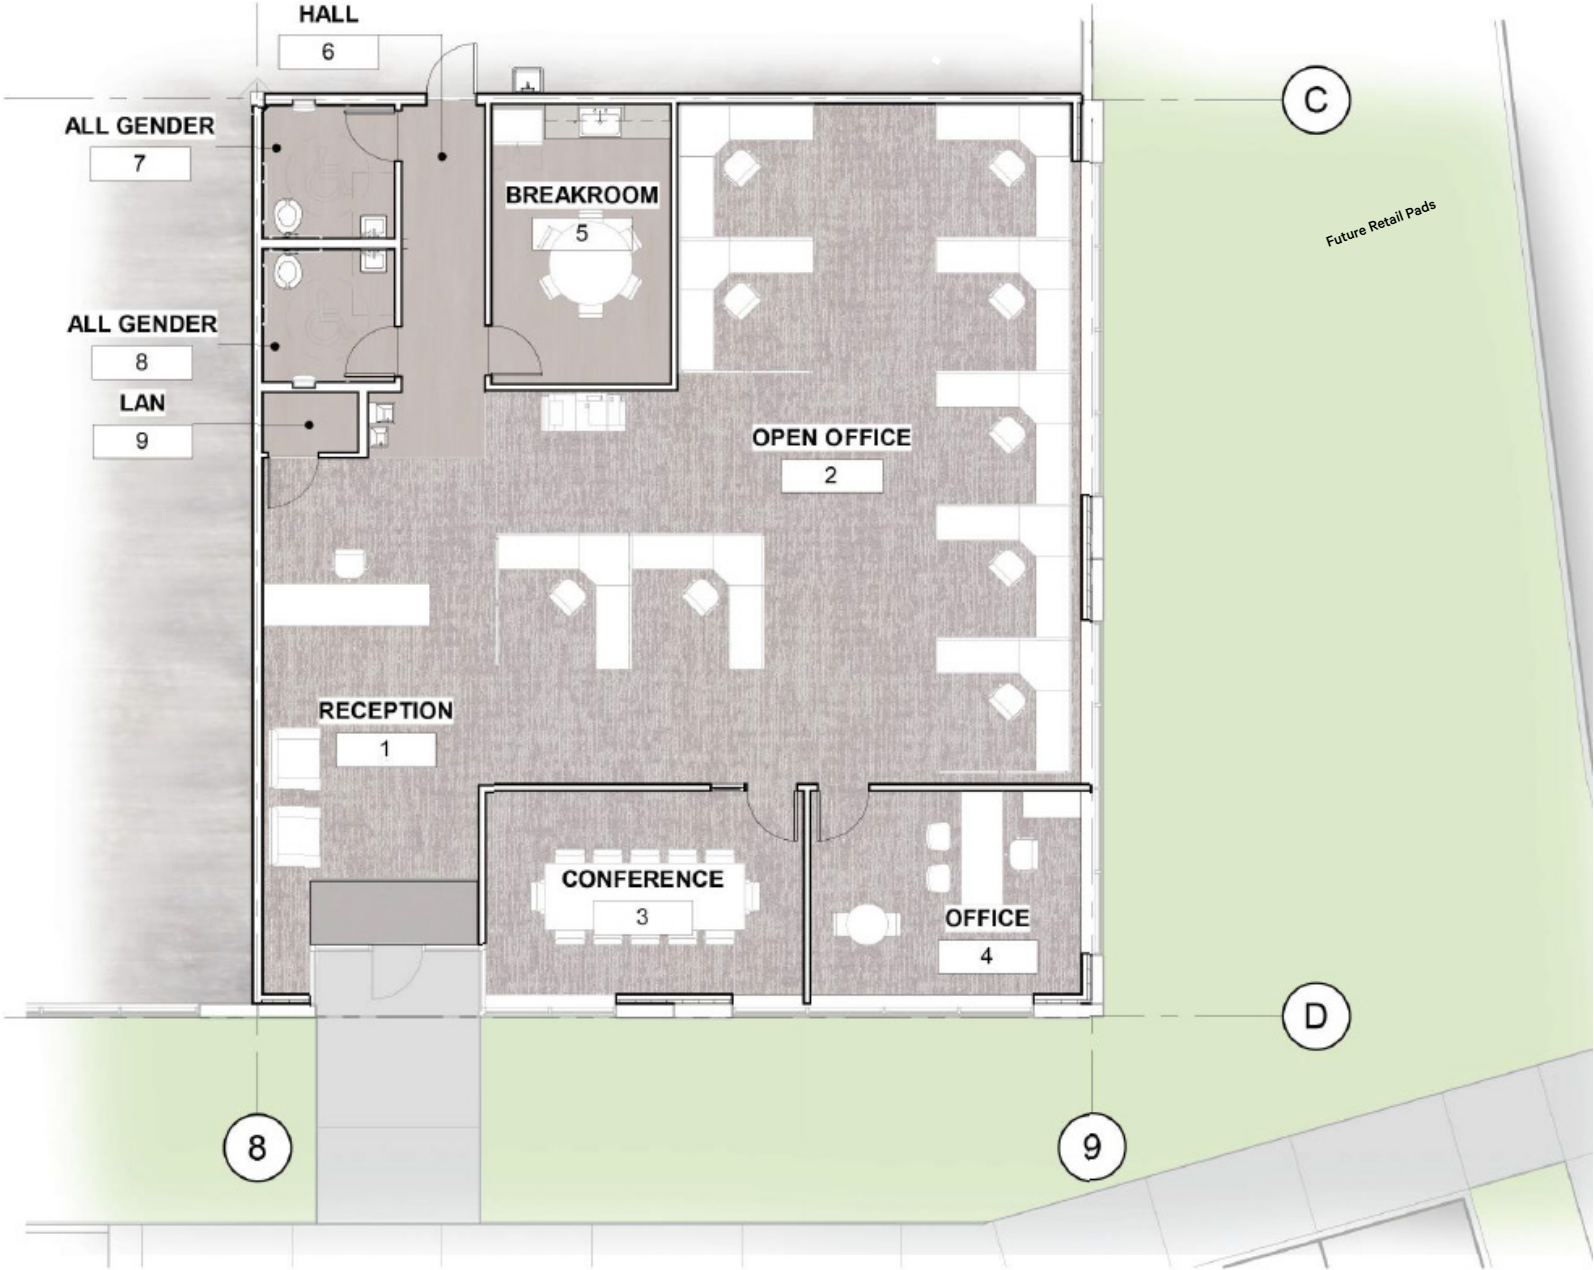 HALL
6
C
ALL GENDER
7
BREAKROOM
5
Future Retail Pads
ALL GENDER
8
LAN
9
OPEN OFFICE
2
RECEPTION
1
CONFERENCE
3
OFFICE
4
D
8
9